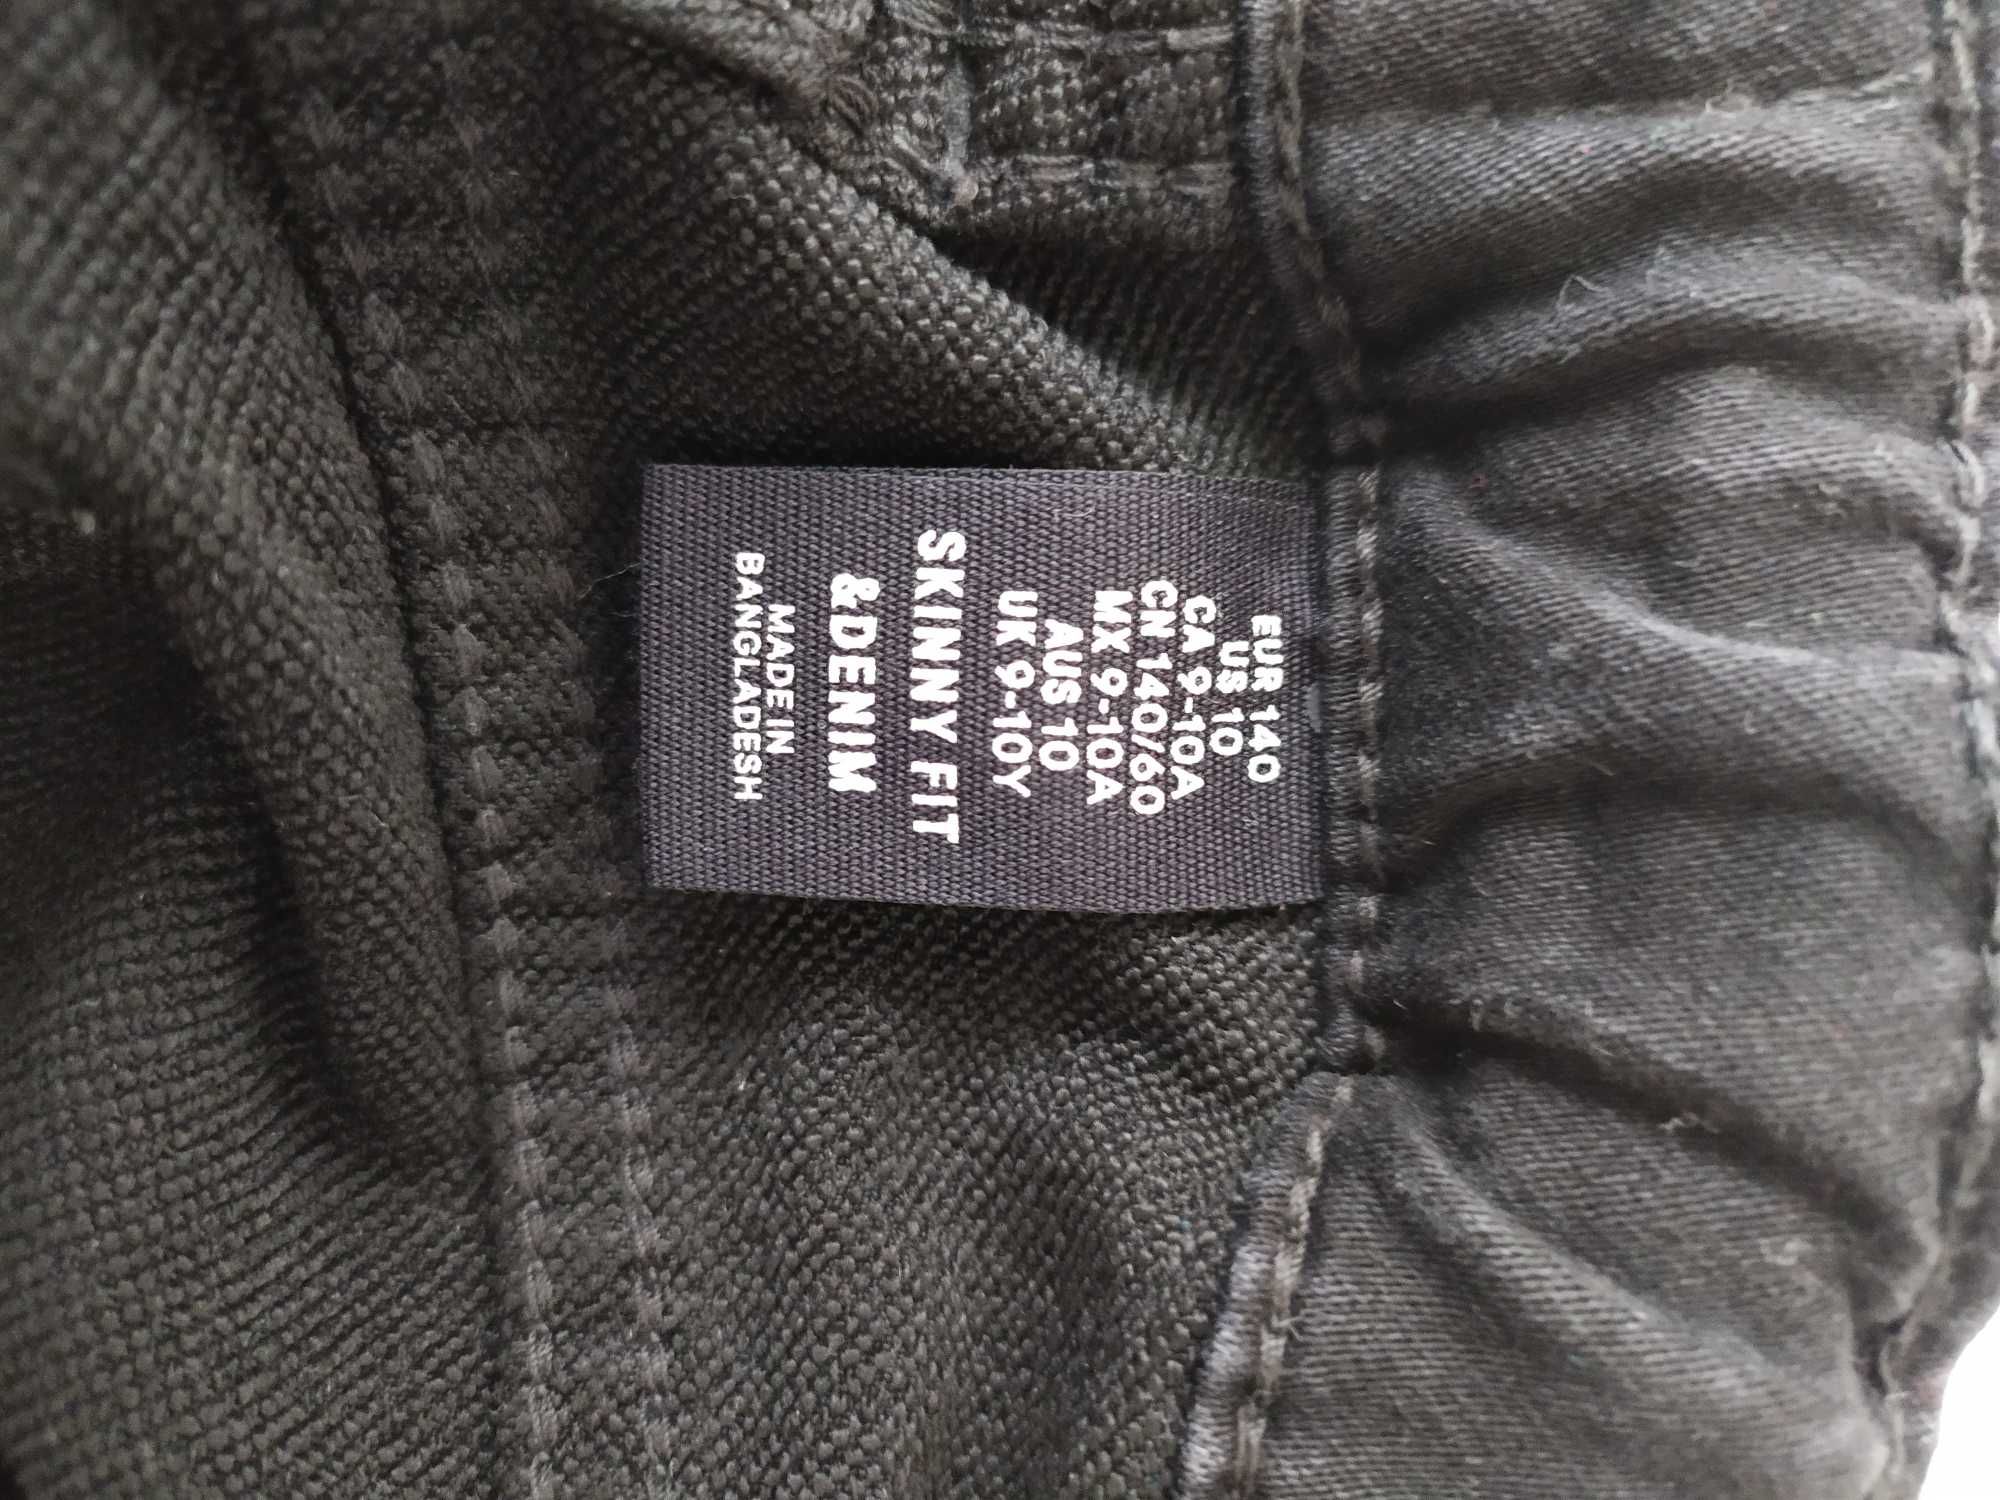 EUR 140
US 10
CA 9-10A
CN 140/60
MX 9-10A
AUS 10
UK 9-10Y
SKINNY FIT
&DENIM
MADE IN
BANGLADESH